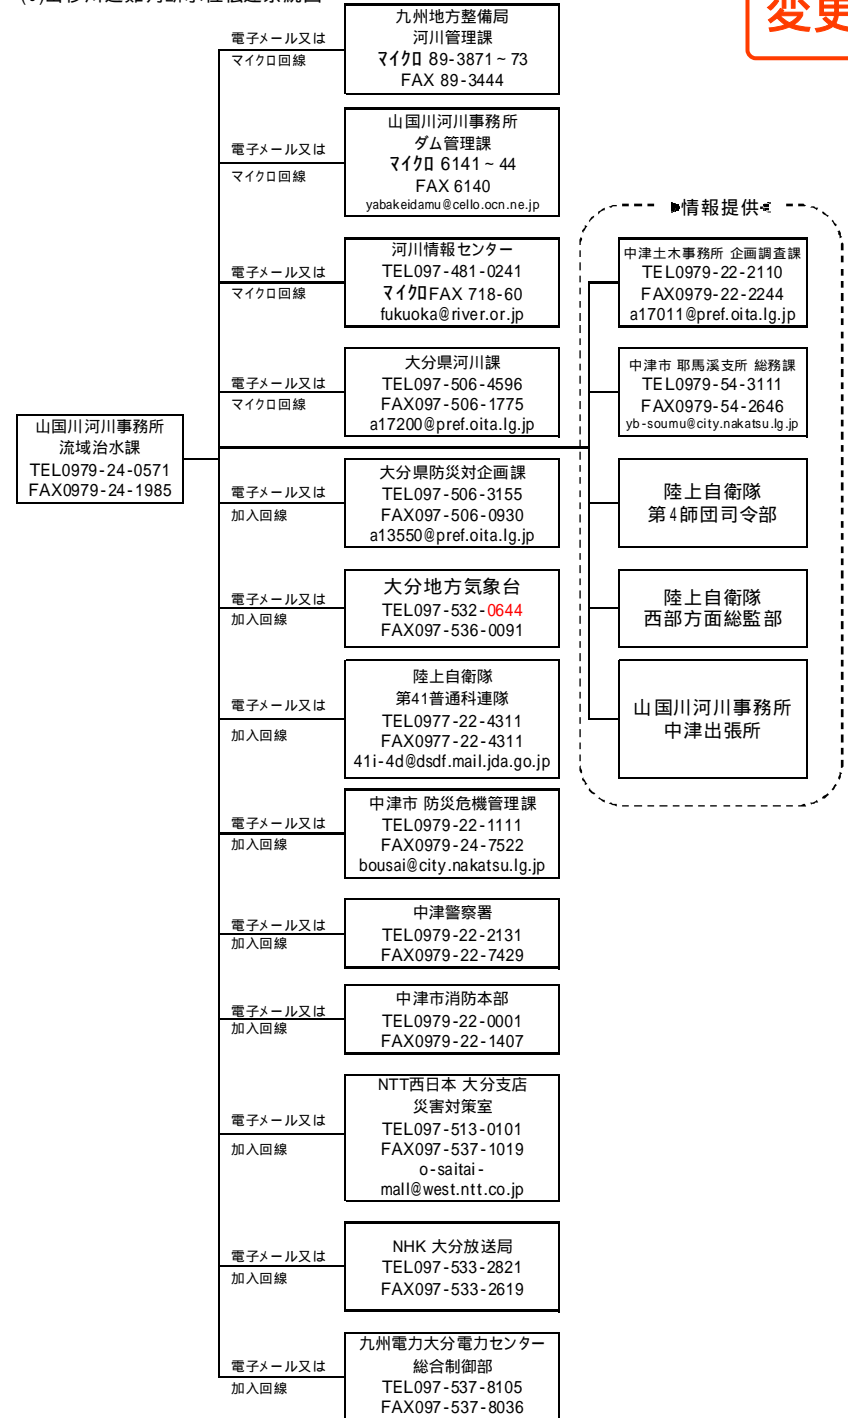 変更
電子メール又は
マイクロ回線
九州地方整備局
河川管理課
マイクロ 89-3871~73
FAX 89-3444
電子メール又は
マイクロ回線
山国川河川事務所
ダム管理課
マイクロ 6141~44
FAX 6140
yabakeidamu@cello.ocn.ne.jp
電子メール又は
マイクロ回線
河川情報センター
TEL097-481-0241
マイクロFAX 718-60
fukuoka@river.or.jp
電子メール又は
マイクロ回線
大分県河川課
TEL097-506-4596
FAX097-506-1775
a17200@pref.oita.lg.jp
山国川河川事務所
流域治水課
TEL0979-24-0571
FAX0979-24-1985
電子メール又は
加入回線
大分県防災対企画課
TEL097-506-3155
FAX097-506-0930
a13550@pref.oita.lg.jp
電子メール又は
加入回線
大分地方気象台
TEL097-532-0644
FAX097-536-0091
電子メール又は
加入回線
陸上自衛隊
第41普通科連隊
TEL0977-22-4311
FAX0977-22-4311
41i-4d@dsdf.mail.jda.go.jp
電子メール又は
加入回線
中津市 防災危機管理課
TEL0979-22-1111
FAX0979-24-7522
bousai@city.nakatsu.lg.jp
電子メール又は
加入回線
中津警察署
TEL0979-22-2131
FAX0979-22-7429
電子メール又は
加入回線
中津市消防本部
TEL0979-22-0001
FAX0979-22-1407
電子メール又は
加入回線
NTT西日本 大分支店
災害対策室
TEL097-513-0101
FAX097-537-1019
o-saitai-
mall@west.ntt.co.jp
電子メール又は
加入回線
NHK 大分放送局
TEL097-533-2821
FAX097-533-2619
電子メール又は
加入回線
九州電力大分電力センター
総合制御部
TEL097-537-8105
FAX097-537-8036
情報提供
中津土木事務所 企画調査課
TEL0979-22-2110
FAX0979-22-2244
a17011@pref.oita.lg.jp
中津市 耶馬溪支所 総務課
TEL0979-54-3111
FAX0979-54-2646
yb-soumu@city.nakatsu.lg.jp
陸上自衛隊
第4師団司令部
陸上自衛隊
西部方面総監部
山国川河川事務所
中津出張所